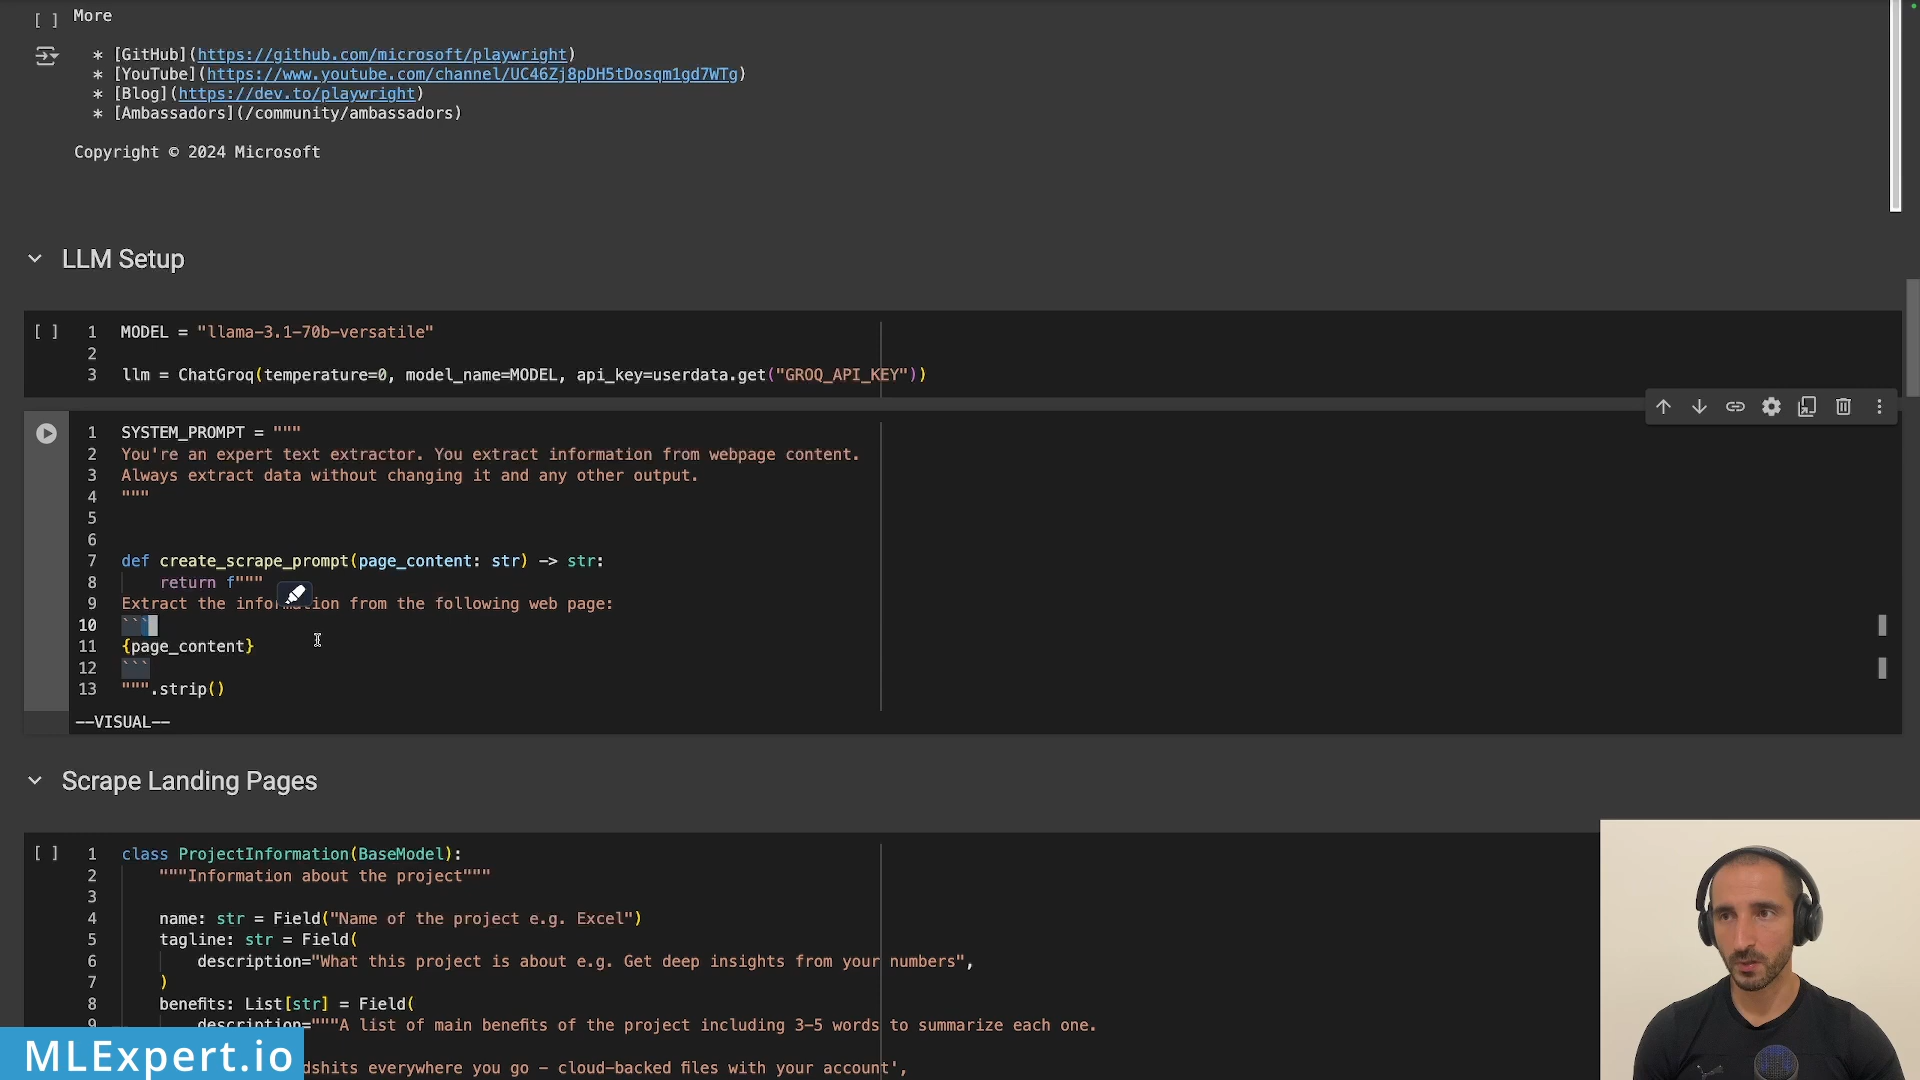 [ ] More
* [GitHub](https://github.com/microsoft/playwright)
* [YouTube](https://www.youtube.com/channel/UC46Zj8pDH5tDosqm1gd7WTg)
* [Blog](https://dev.to/playwright)
* [Ambassadors](/community/ambassadors)
Copyright © 2024 Microsoft
LLM Setup
[ ] 1 MODEL = "llama-3.1-70b-versatile"
2
3 llm = ChatGroq(temperature=0, model_name=MODEL, api_key=userdata.get("GROQ_API_KEY"))
1 SYSTEM_PROMPT = """
2 You're an expert text extractor. You extract information from webpage content.
3 Always extract data without changing it and any other output.
4 """
5
6
7 def create_scrape_prompt(page_content: str) -> str:
8 return f"""
9 Extract the information from the following web page:
10 ```
11 {page_content}
12 ```
13 """.strip()
--VISUAL--
Scrape Landing Pages
[ ] 1 class ProjectInformation(BaseModel):
2 """Information about the project"""
3
4 name: str = Field("Name of the project e.g. Excel")
5 tagline: str = Field(
6 description="What this project is about e.g. Get deep insights from your numbers",
7 )
8 benefits: List[str] = Field(
9 description="""A list of main benefits of the project including 3-5 words to summarize each one.
dshits everywhere you go - cloud-backed files with your account',
MLExpert.io